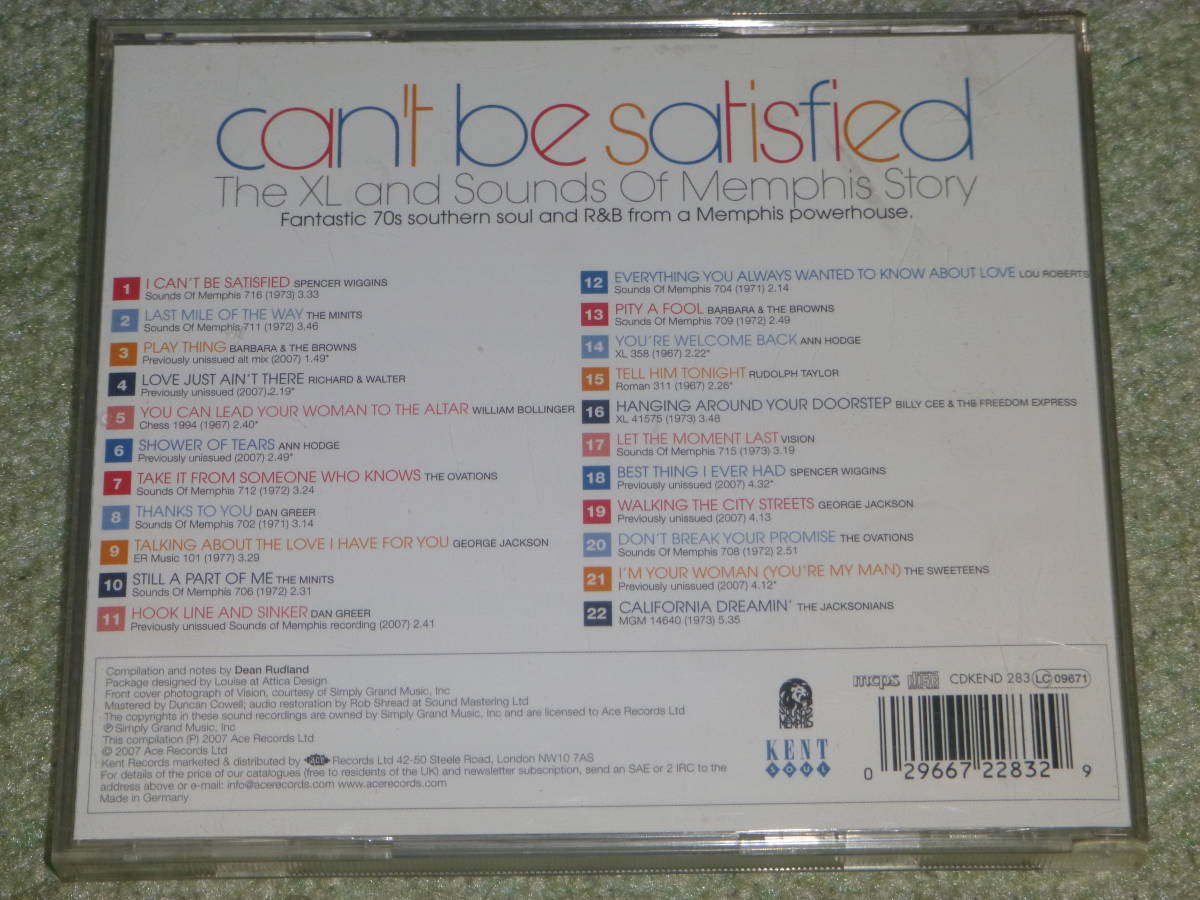 can't be satisfied
The XL and Sounds Of Memphis Story
Fantastic 70s southern soul and R&B from a Memphis powerhouse.
1 I CAN'T BE SATISFIED SPENCER WIGGINS
Sounds Of Memphis 716 (1973) 3.33
2 LAST MILE OF THE WAY THE MINITS
Sounds Of Memphis 711 (1972) 3.46
3 PLAY THING BARBARA & THE BROWNS
Previously unissued alt mix (2007) 1.49*
4 LOVE JUST AIN'T THERE RICHARD & WALTER
Previously unissued (2007) 2.19*
5 YOU CAN LEAD YOUR WOMAN TO THE ALTAR WILLIAM BOLLINGER
Chess 1994 (1967) 2.40*
6 SHOWER OF TEARS ANN HODGE
Previously unissued (2007) 2.49*
7 TAKE IT FROM SOMEONE WHO KNOWS THE OVATIONS
Sounds Of Memphis 712 (1972) 3.24
8 THANKS TO YOU DAN GREER
Sounds Of Memphis 702 (1971) 3.14
9 TALKING ABOUT THE LOVE I HAVE FOR YOU GEORGE JACKSON
ER Music 101 (1977) 3.29
10 STILL A PART OF ME THE MINITS
Sounds Of Memphis 706 (1972) 2.31
11 HOOK LINE AND SINKER DAN GREER
Previously unissued Sounds of Memphis recording (2007) 2.41
12 EVERYTHING YOU ALWAYS WANTED TO KNOW ABOUT LOVE LOU ROBERTS
Sounds Of Memphis 704 (1971) 2.14
13 PITY A FOOL BARBARA & THE BROWNS
Sounds Of Memphis 709 (1972) 2.49
14 YOU'RE WELCOME BACK ANN HODGE
XL 358 (1967) 2.22*
15 TELL HIM TONIGHT RUDOLPH TAYLOR
Roman 311 (1967) 2.26*
16 HANGING AROUND YOUR DOORSTEP BILLY CEE & THE FREEDOM EXPRESS
XL 41575 (1973) 3.48
17 LET THE MOMENT LAST VISION
Sounds Of Memphis 715 (1973) 3.19
18 BEST THING I EVER HAD SPENCER WIGGINS
Previously unissued (2007) 4.32*
19 WALKING THE CITY STREETS GEORGE JACKSON
Previously unissued (2007) 4.13
20 DON'T BREAK YOUR PROMISE THE OVATIONS
Sounds Of Memphis 708 (1972) 2.51
21 I'M YOUR WOMAN (YOU'RE MY MAN) THE SWEETEENS
Previously unissued (2007) 4.12*
22 CALIFORNIA DREAMIN' THE JACKSONIANS
MGM 14640 (1973) 5.35
Compilation and notes by Dean Rudland
Package designed by Louise at Attica Design
Front cover photograph of Vision, courtesy of Simply Grand Music, Inc
Mastered by Duncan Cowell; audio restoration by Rob Shread at Sound Mastering Ltd
The copyrights in these sound recordings are owned by Simply Grand Music, Inc and are licensed to Ace Records Ltd
℗ Simply Grand Music, Inc
This compilation (P) 2007 Ace Records Ltd
© 2007 Ace Records Ltd
Kent Records marketed & distributed by ACE Records Ltd 42-50 Steele Road, London NW10 7AS
For details of the price of our catalogues (free to residents of the UK) and newsletter subscription, send an SAE or 2 IRC to the
address above or e-mail: info@acerecords.com www.acerecords.com
Made in Germany
MEMPHIS
KENT
SOUL
mcps CDKEND 283 LC 09671
0 29667 22832 9